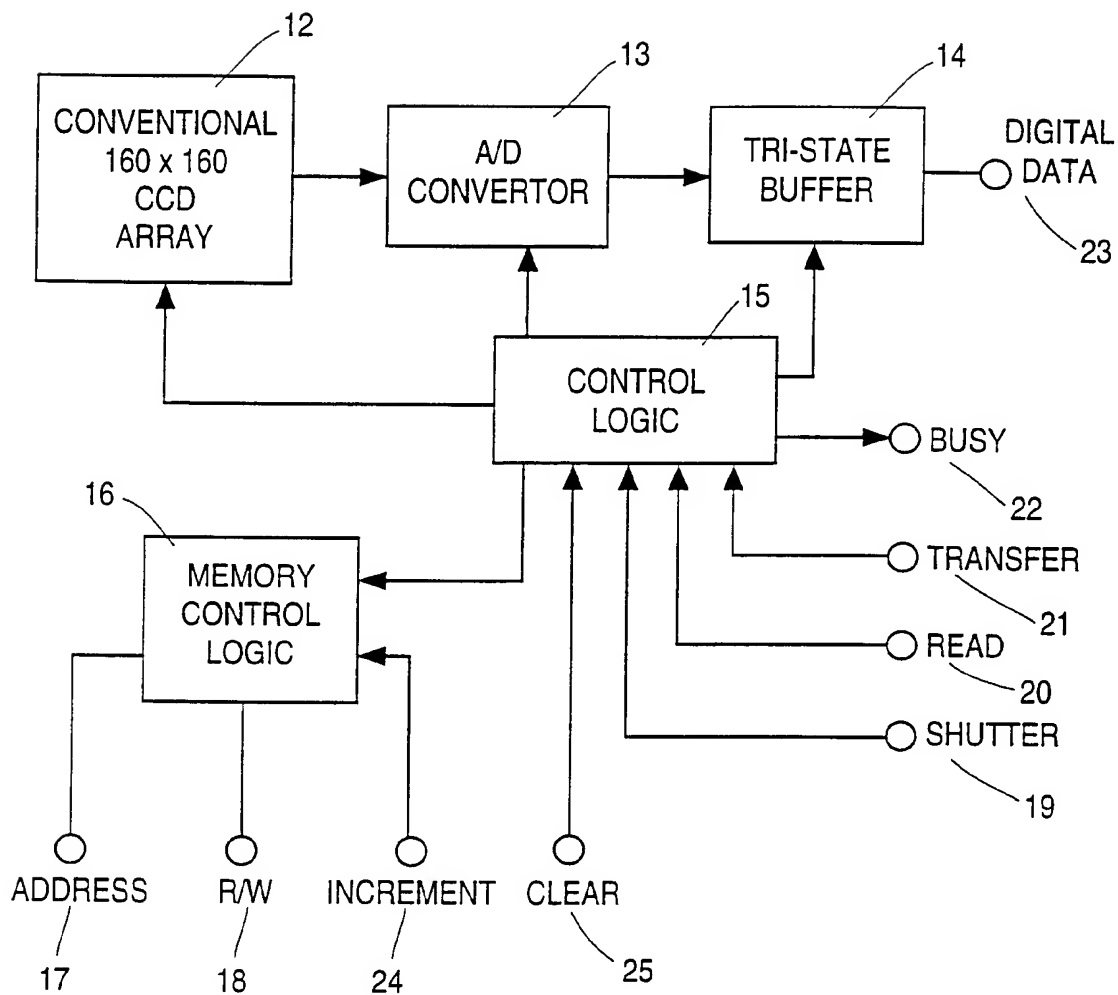 12
CONVENTIONAL
160 x 160
CCD
ARRAY
13
A/D
CONVERTOR
14
TRI-STATE
BUFFER
DIGITAL
DATA
23
15
CONTROL
LOGIC
BUSY
22
16
MEMORY
CONTROL
LOGIC
TRANSFER
21
READ
20
SHUTTER
19
ADDRESS
17
R/W
18
INCREMENT
24
CLEAR
25